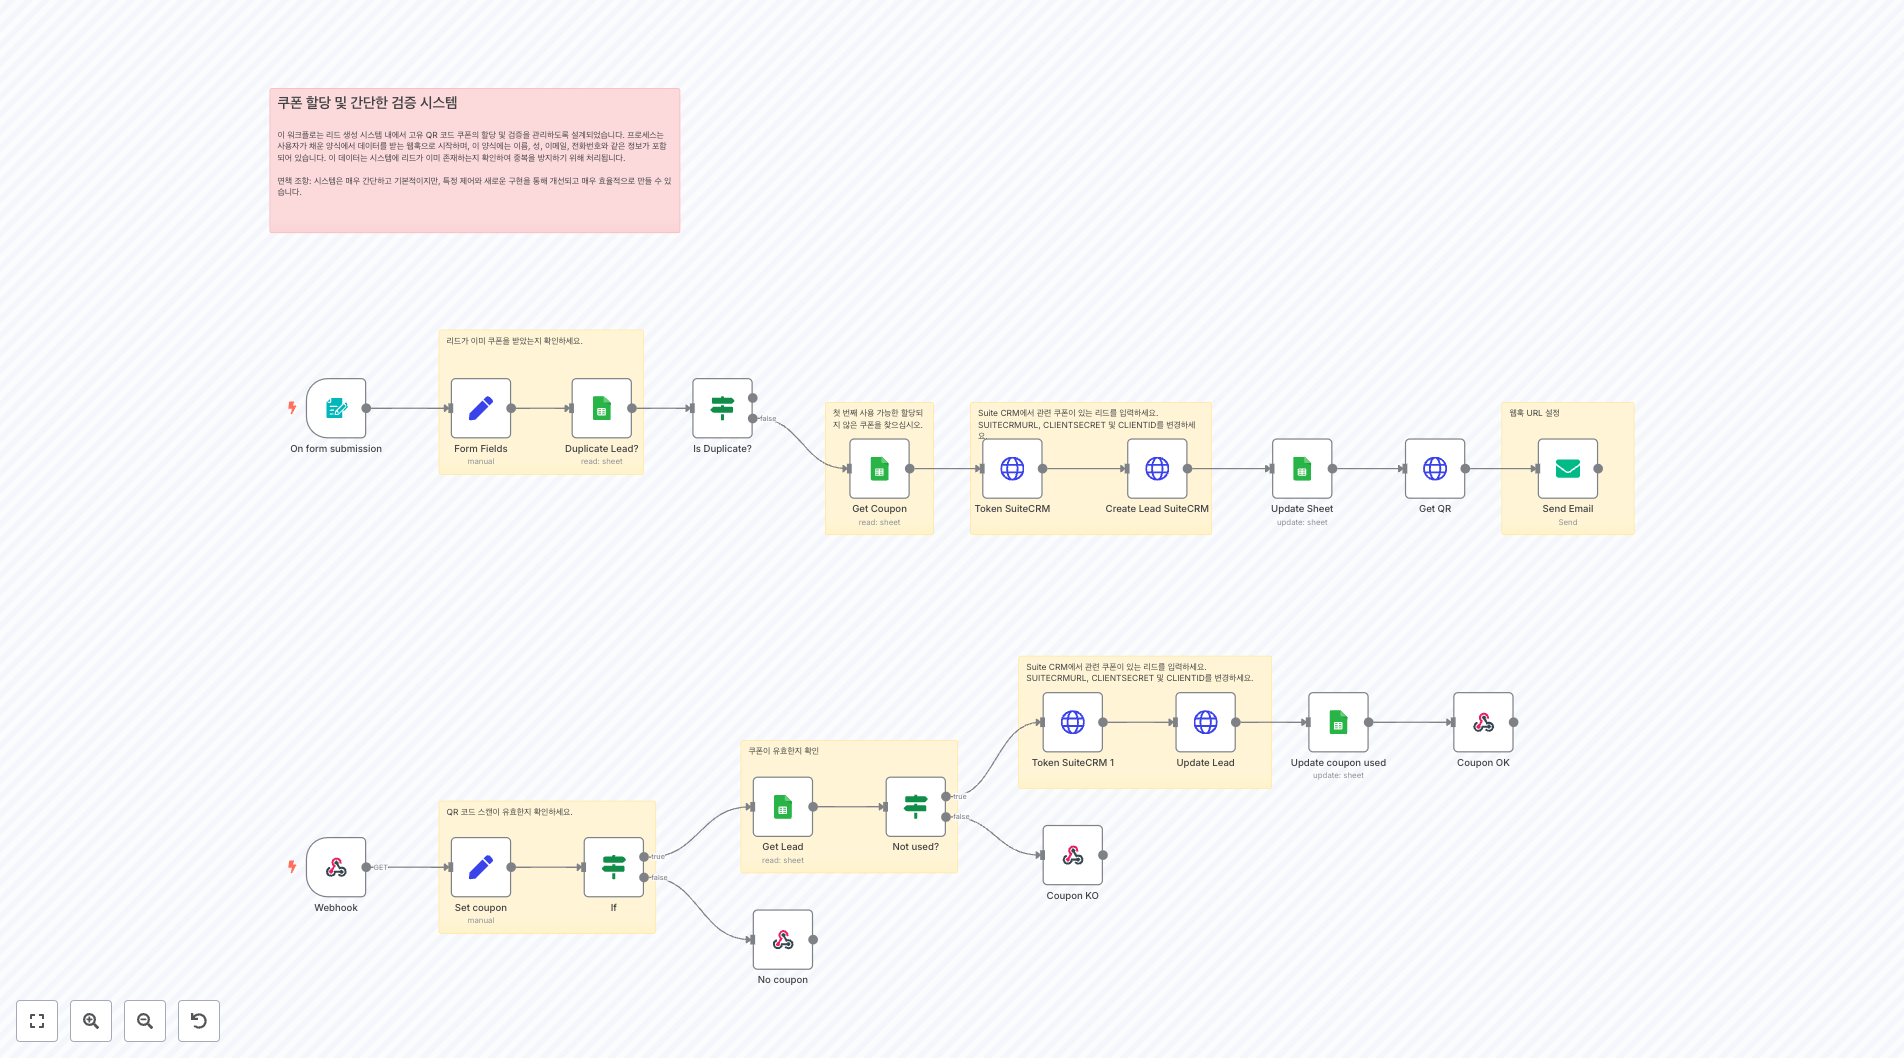 쿠폰 할당 및 간단한 검증 시스템
이 워크플로는 리드 생성 시스템 내에서 고유 QR 코드 쿠폰의 할당 및 검증을 관리하도록 설계되었습니다. 프로세스는
사용자가 채운 양식에서 데이터를 받는 웹훅으로 시작하며, 이 양식에는 이름, 성, 이메일, 전화번호와 같은 정보가 포함
되어 있습니다. 이 데이터는 시스템에 리드가 이미 존재하는지 확인하여 중복을 방지하기 위해 처리됩니다.
면책 조항: 시스템은 매우 간단하고 기본적이지만, 특정 제어와 새로운 구현을 통해 개선되고 매우 효율적으로 만들 수 있
습니다.
리드가 이미 쿠폰을 받았는지 확인하세요.
On form submission
Form Fields
manual
Duplicate Lead?
read: sheet
Is Duplicate?
false
첫 번째 사용 가능한 할당되
지 않은 쿠폰을 찾으십시오.
Get Coupon
read: sheet
Suite CRM에서 관련 쿠폰이 있는 리드를 입력하세요.
SUITECRMURL, CLIENTSECRET 및 CLIENTID를 변경하세
요.
Token SuiteCRM
Create Lead SuiteCRM
Update Sheet
update: sheet
Get QR
웹훅 URL 설정
Send Email
Send
Suite CRM에서 관련 쿠폰이 있는 리드를 입력하세요.
SUITECRMURL, CLIENTSECRET 및 CLIENTID를 변경하세요.
Token SuiteCRM 1
Update Lead
Update coupon used
update: sheet
Coupon OK
쿠폰이 유효한지 확인
Get Lead
read: sheet
Not used?
true
false
Coupon KO
QR 코드 스캔이 유효한지 확인하세요.
Webhook
GET
Set coupon
manual
If
true
false
No coupon